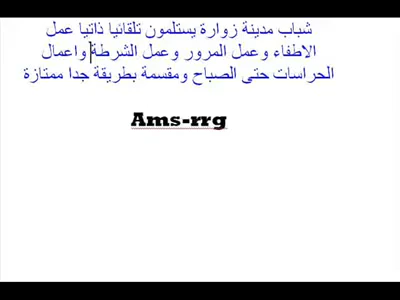 شباب مدينة زوارة يستلمون تلقائيا ذاتيا عمل
الاطفاء وعمل المرور وعمل الشرطة واعمال
الحراسات حتى الصباح ومقسمة بطريقة جدا ممتازة
Ams-rrg